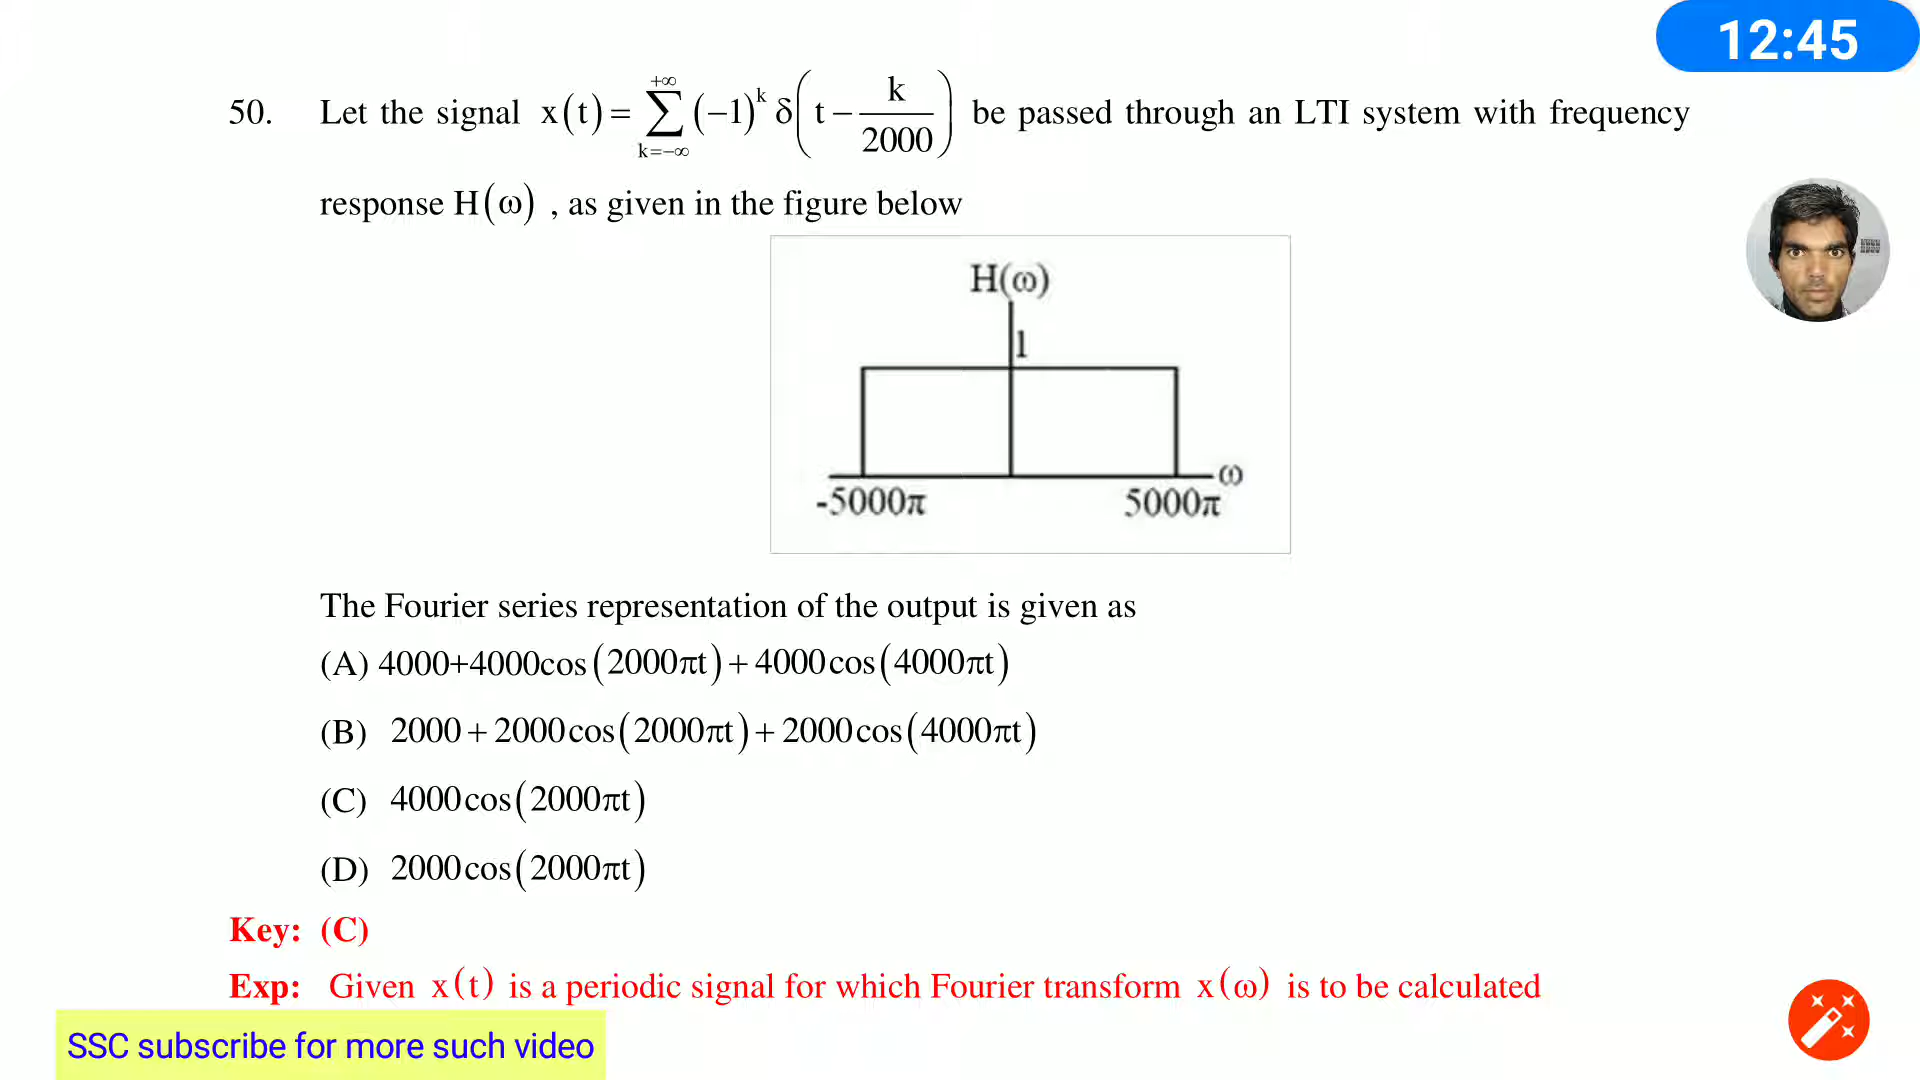 12:45
50. Let the signal x(t) = ∑_{k=-∞}^{+∞} (-1)^k δ(t - k/2000) be passed through an LTI system with frequency
response H(ω) , as given in the figure below
H(ω)
1
ω
-5000π 5000π
The Fourier series representation of the output is given as
(A) 4000+4000cos(2000πt)+4000cos(4000πt)
(B) 2000+2000cos(2000πt)+2000cos(4000πt)
(C) 4000cos(2000πt)
(D) 2000cos(2000πt)
Key: (C)
Exp: Given x(t) is a periodic signal for which Fourier transform x(ω) is to be calculated
SSC subscribe for more such video